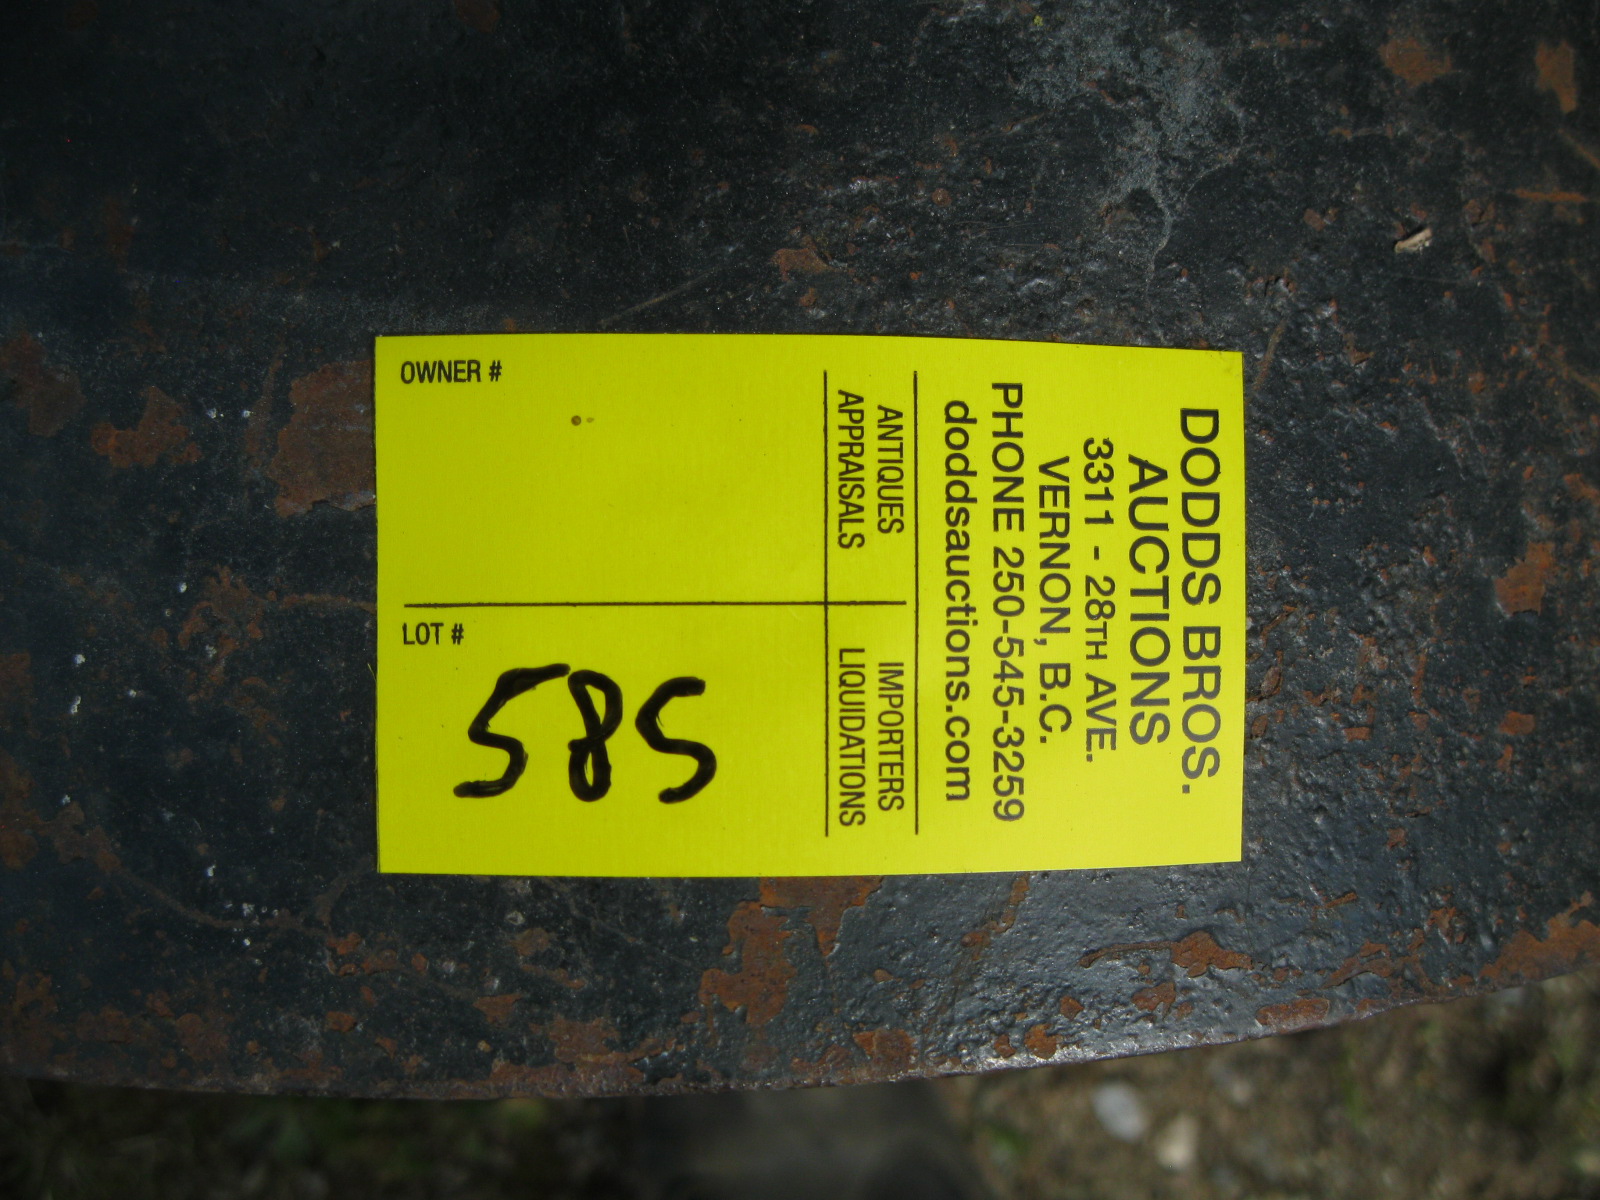 DODDS BROS.
AUCTIONS
3311 - 28TH AVE.
VERNON, B.C.
PHONE 250-545-3259
doddsauctions.com
ANTIQUES IMPORTERS
APPRAISALS LIQUIDATIONS
OWNER #
LOT #
585